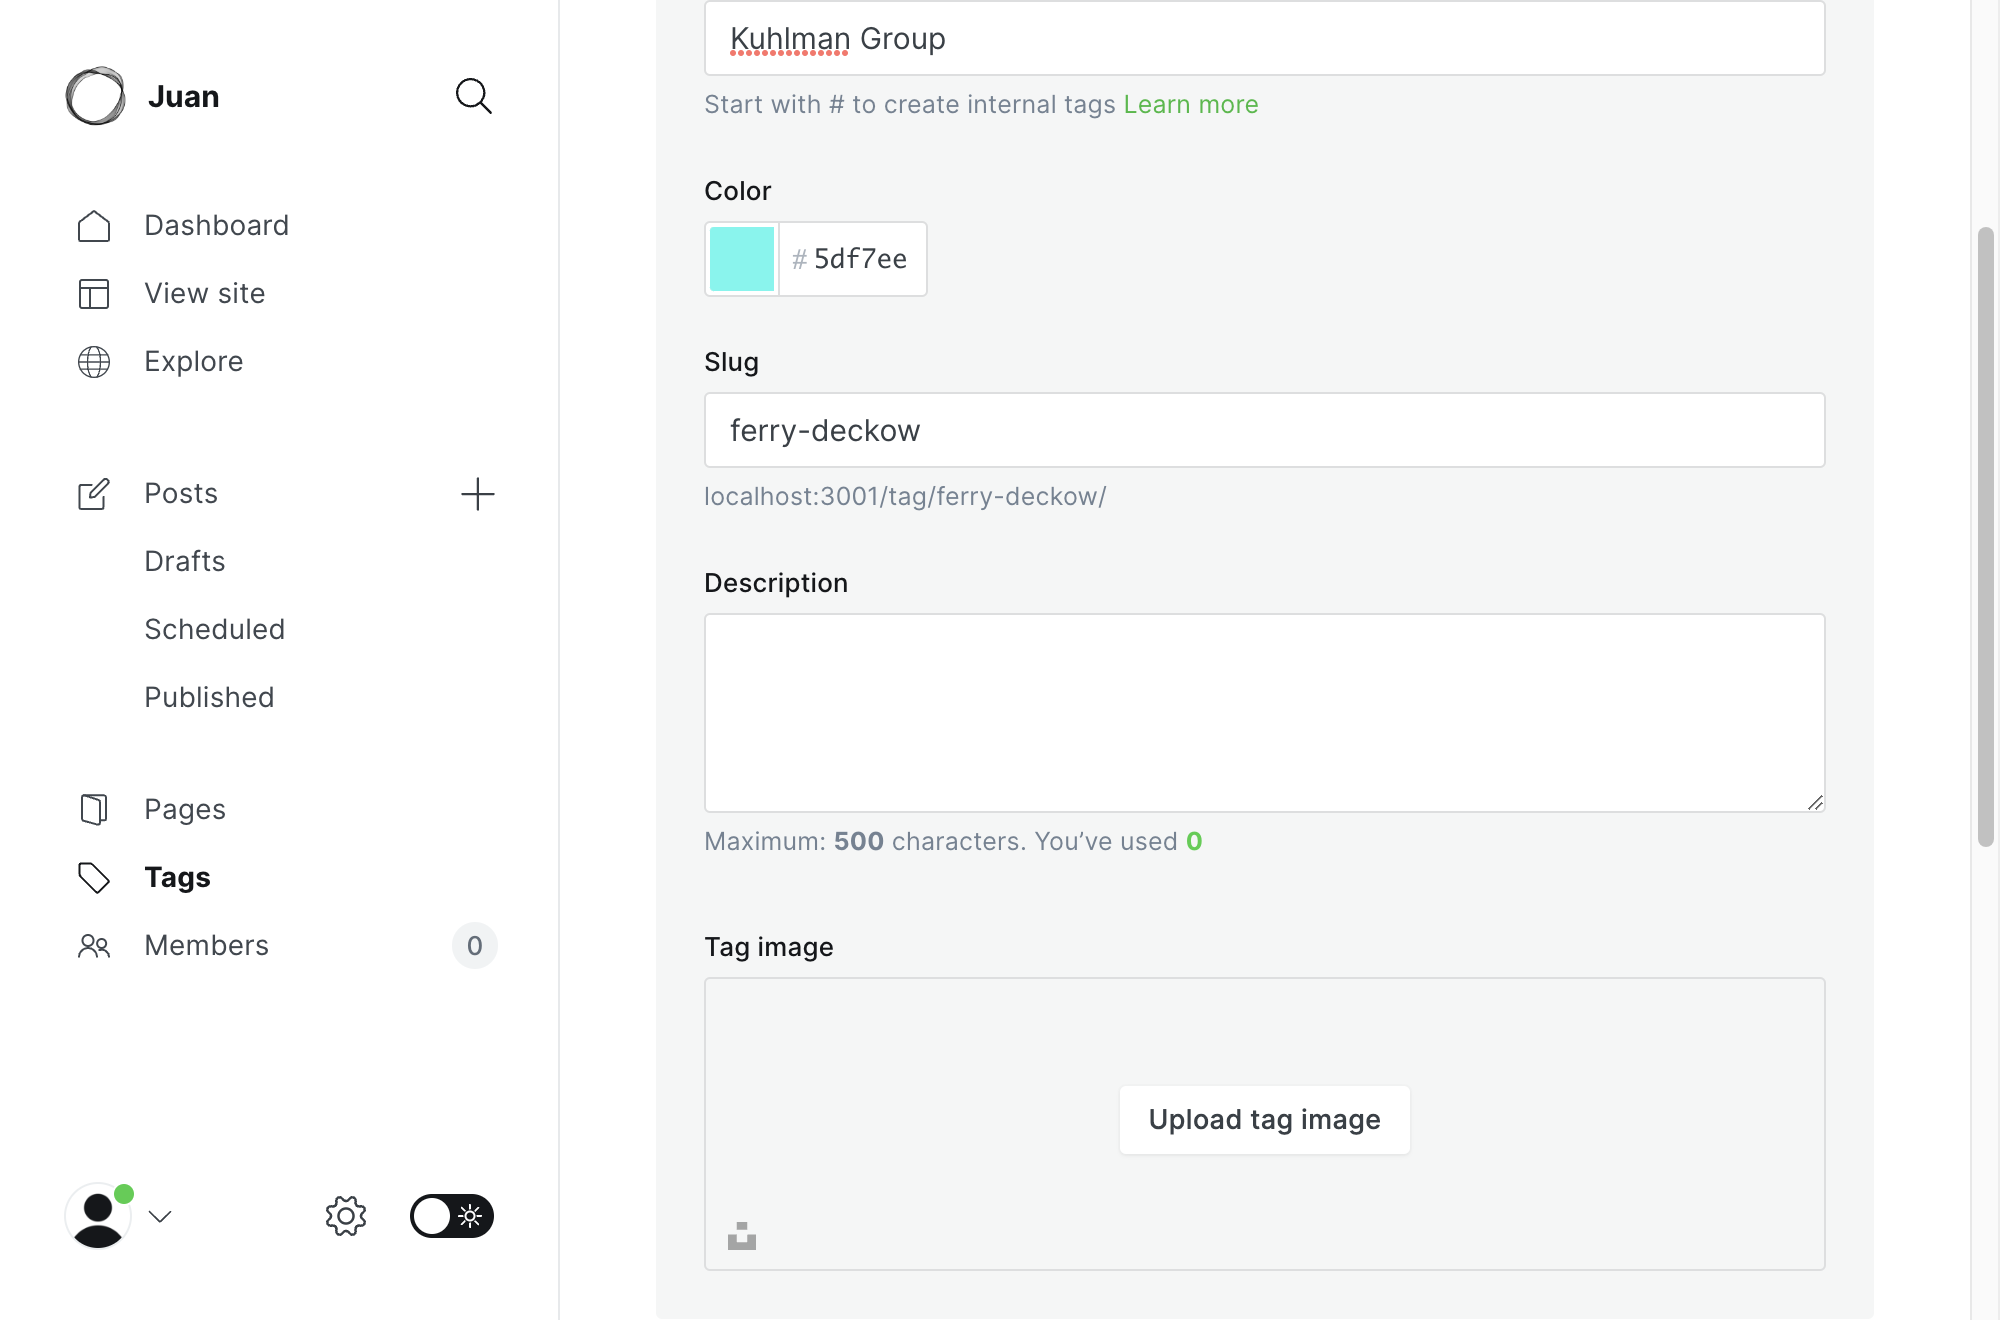 Juan
Dashboard
View site
Explore
Posts
Drafts
Scheduled
Published
Pages
Tags
Members
0
Kuhlman Group
Start with # to create internal tags Learn more
Color
# 5df7ee
Slug
ferry-deckow
localhost:3001/tag/ferry-deckow/
Description
Maximum: 500 characters. You’ve used 0
Tag image
Upload tag image